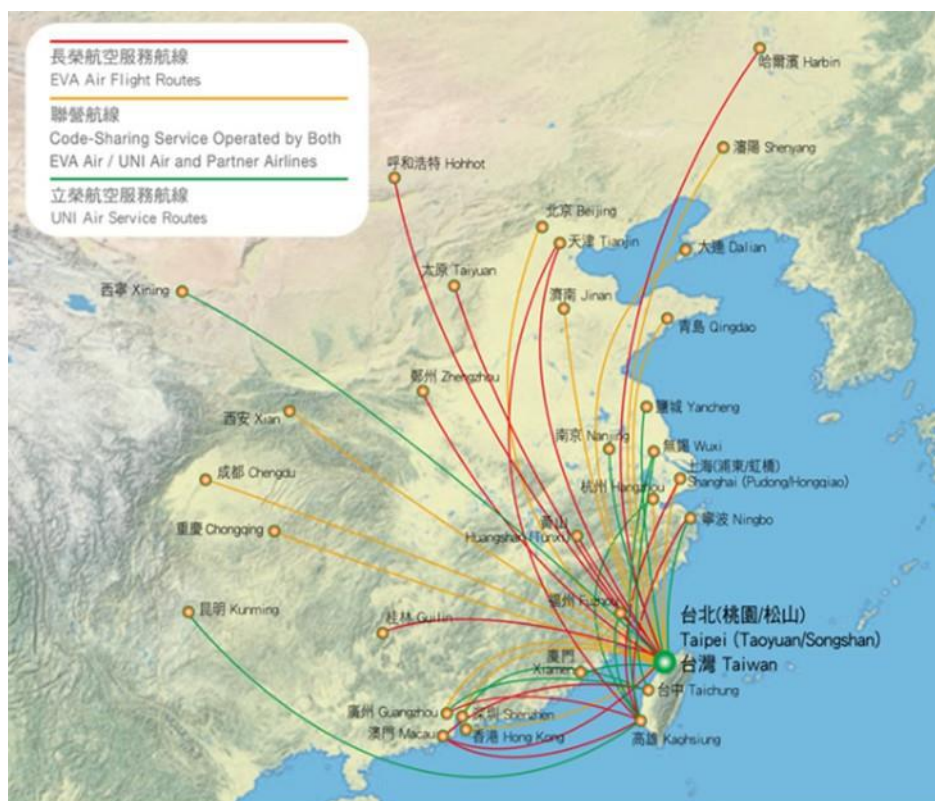 長榮航空服務航線
EVA Air Flight Routes
聯營航線
Code-Sharing Service Operated by Both
EVA Air / UNI Air and Partner Airlines
立榮航空服務航線
UNI Air Service Routes
哈爾濱 Harbin
瀋陽 Shenyang
呼和浩特 Hohhot
北京 Beijing
天津 Tianjin
大連 Dalian
太原 Taiyuan
西寧 Xining
濟南 Jinan
青島 Qingdao
鄭州 Zhengzhou
西安 Xian
鹽城 Yancheng
南京 Nanjing
無錫 Wuxi
成都 Chengdu
上海(浦東/虹橋)
Shanghai (Pudong/Hongqiao)
杭州 Hangzhou
重慶 Chongqing
黃山
Huangshan (Tunxi)
寧波 Ningbo
昆明 Kunming
福州 Fuzhou
桂林 Guilin
台北(桃園/松山)
Taipei (Taoyuan/Songshan)
台灣 Taiwan
廈門
Xiamen
台中 Taichung
廣州 Guangzhou
深圳 Shenzhen
澳門 Macau
香港 Hong Kong
高雄 Kaohsiung